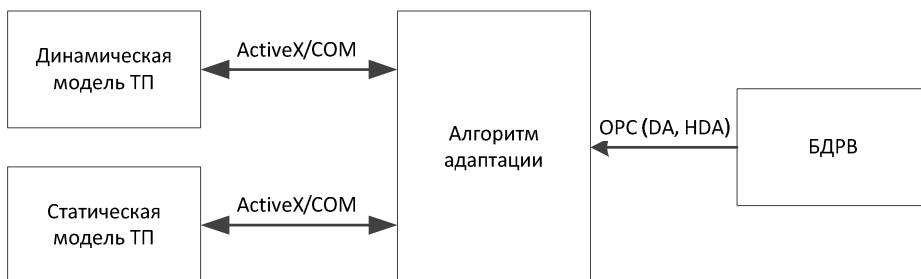 Динамическая
модель ТП
ActiveX/COM
Статическая
модель ТП
ActiveX/COM
Алгоритм
адаптации
OPC (DA, HDA)
БДРВ